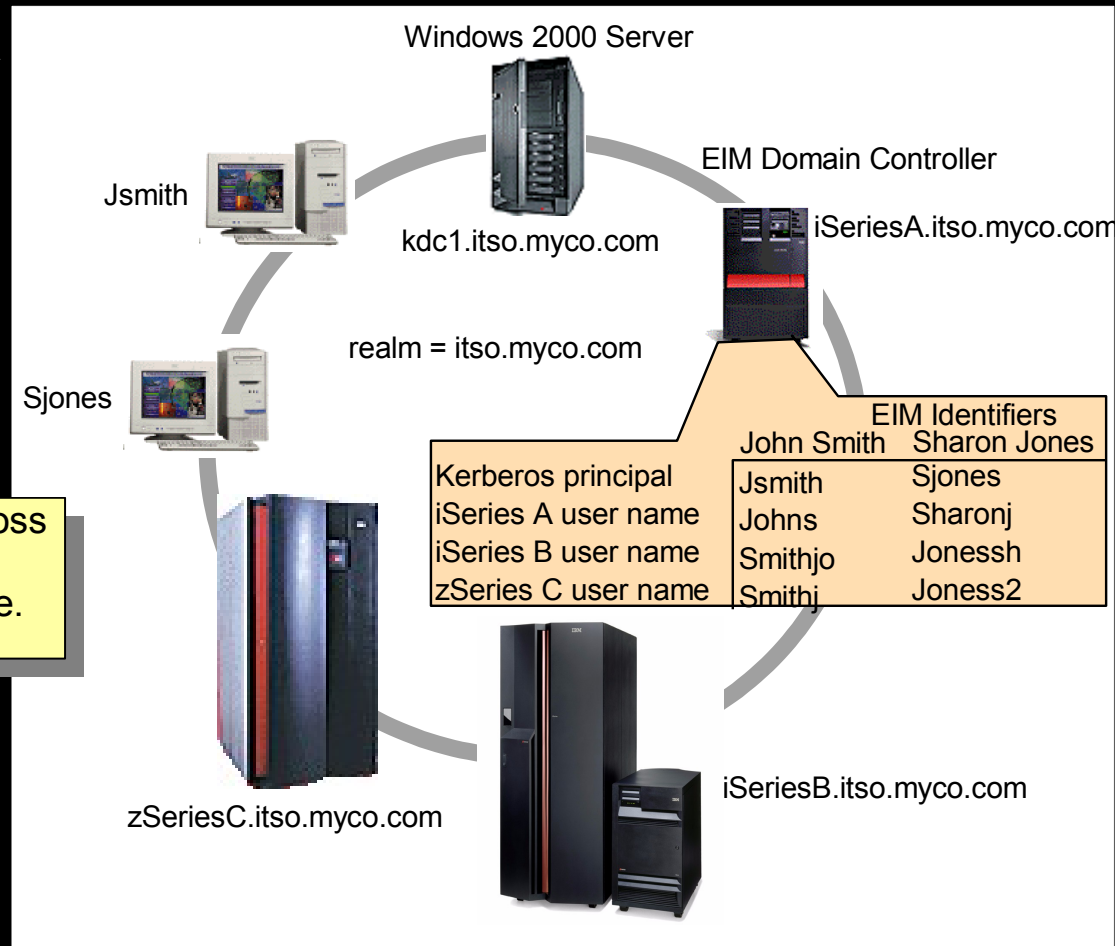 Windows 2000 Server
EIM Domain Controller
Jsmith
iSeriesA.itso.myco.com
kdc1.itso.myco.com
realm = itso.myco.com
Sjones
EIM Identifiers
John Smith Sharon Jones
Kerberos principal Jsmith Sjones
iSeries A user name Johns Sharonj
iSeries B user name Smithjo Jonessh
zSeries C user name Smithj Joness2
iSeriesB.itso.myco.com
zSeriesC.itso.myco.com